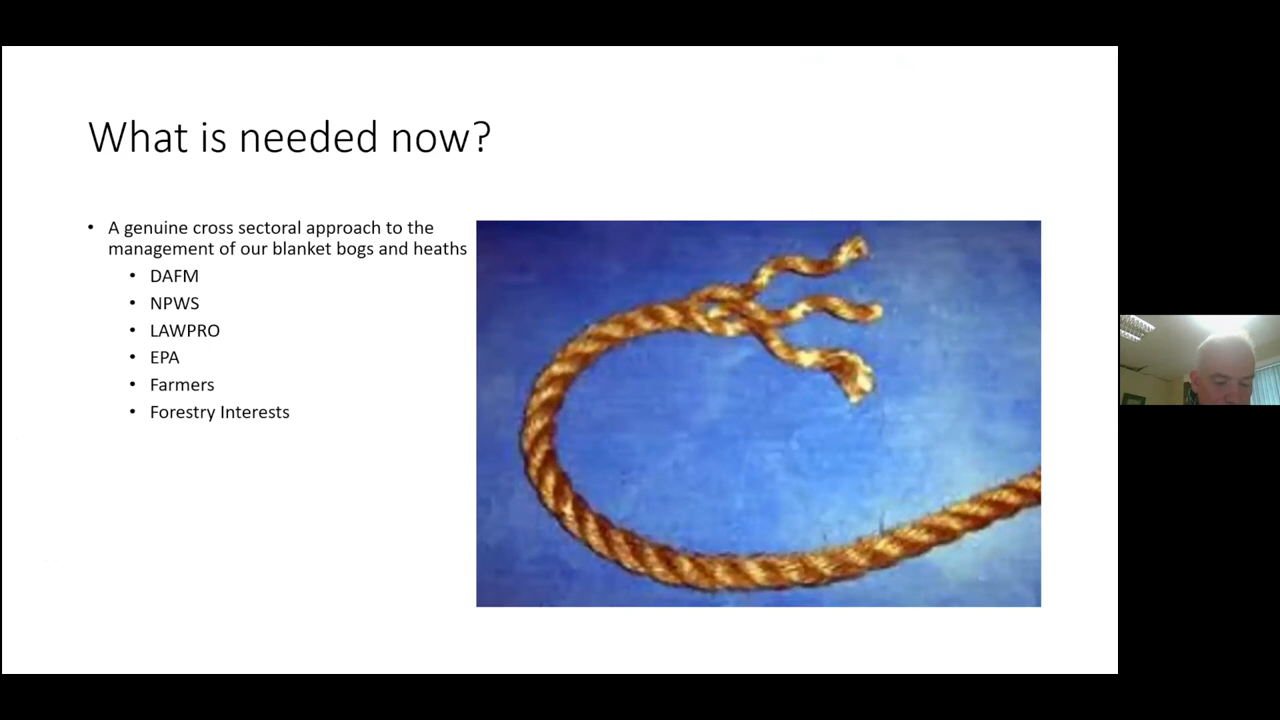 What is needed now?
• A genuine cross sectoral approach to the
management of our blanket bogs and heaths
• DAFM
• NPWS
• LAWPRO
• EPA
• Farmers
• Forestry Interests